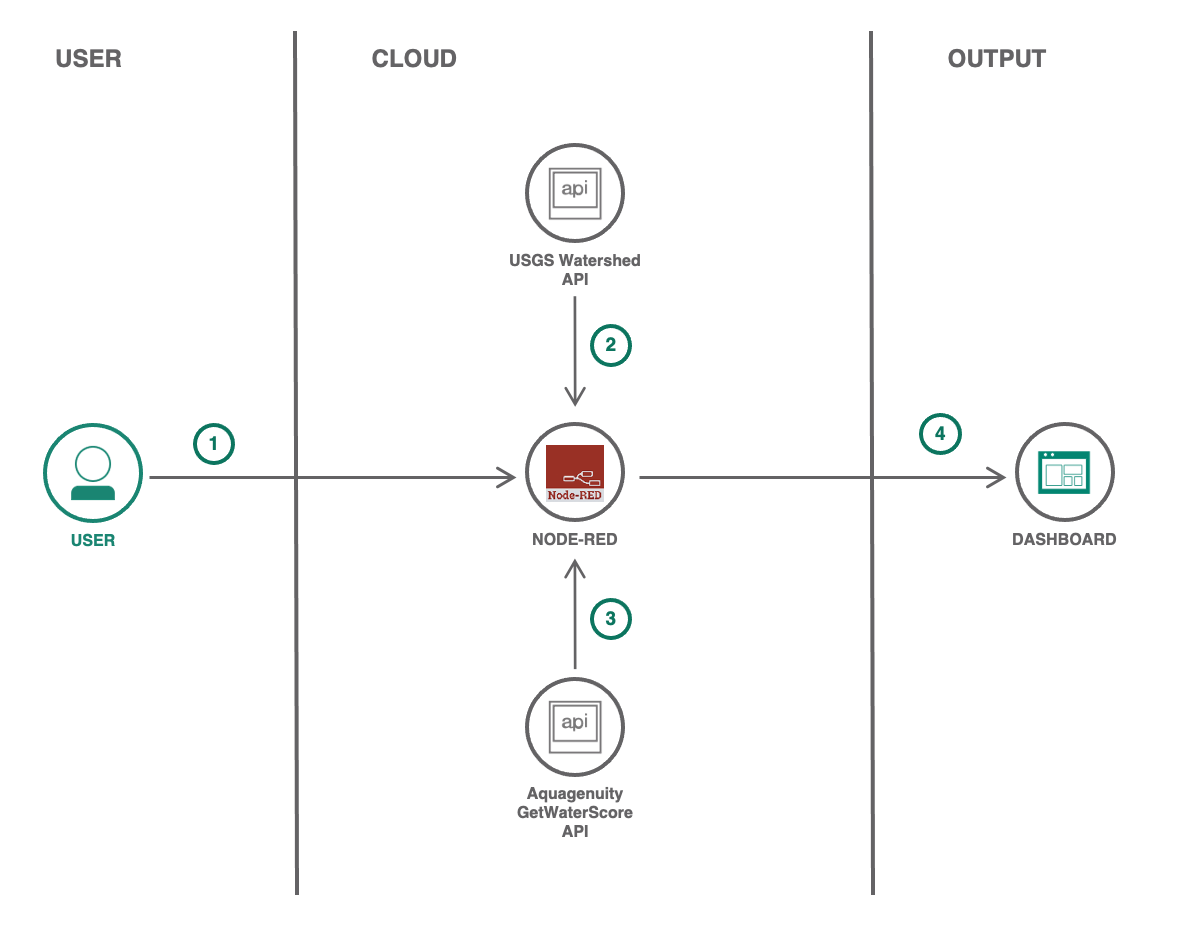 USER
CLOUD
OUTPUT
api
USGS Watershed
API
2
1
4
Node-RED
USER
NODE-RED
DASHBOARD
3
api
Aquagenuity
GetWaterScore
API